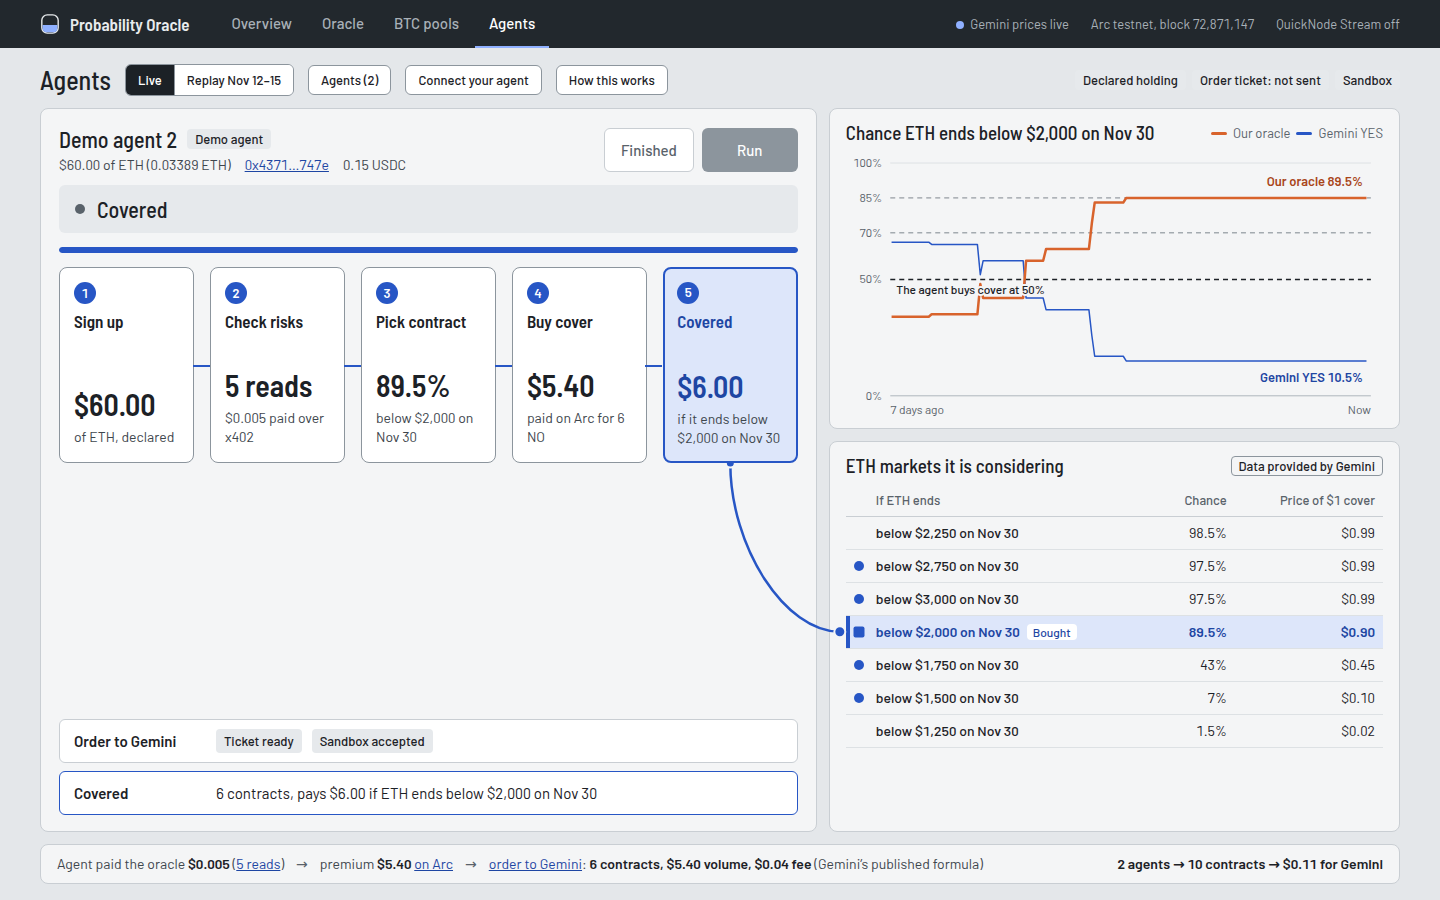 Probability Oracle
Overview
Oracle
BTC pools
Agents
Gemini prices live
Arc testnet, block 72,871,147
QuickNode Stream off
Agents
Live
Replay Nov 12–15
Agents (2)
Connect your agent
How this works
Declared holding
Order ticket: not sent
Sandbox
Demo agent 2
Demo agent
$60.00 of ETH (0.03389 ETH)
0x4371…747e
0.15 USDC
Finished
Run
Covered
1
Sign up
$60.00
of ETH, declared
2
Check risks
5 reads
$0.005 paid over
x402
3
Pick contract
89.5%
below $2,000 on
Nov 30
4
Buy cover
$5.40
paid on Arc for 6
NO
5
Covered
$6.00
if it ends below
$2,000 on Nov 30
Order to Gemini
Ticket ready
Sandbox accepted
Covered
6 contracts, pays $6.00 if ETH ends below $2,000 on Nov 30
Chance ETH ends below $2,000 on Nov 30
Our oracle
Gemini YES
100%
85%
70%
50%
0%
Our oracle 89.5%
The agent buys cover at 50%
Gemini YES 10.5%
7 days ago
Now
ETH markets it is considering
Data provided by Gemini
If ETH ends Chance Price of $1 cover
below $2,250 on Nov 30 98.5% $0.99
below $2,750 on Nov 30 97.5% $0.99
below $3,000 on Nov 30 97.5% $0.99
below $2,000 on Nov 30 Bought 89.5% $0.90
below $1,750 on Nov 30 43% $0.45
below $1,500 on Nov 30 7% $0.10
below $1,250 on Nov 30 1.5% $0.02
Agent paid the oracle $0.005 (5 reads) → premium $5.40 on Arc → order to Gemini: 6 contracts, $5.40 volume, $0.04 fee (Gemini's published formula)
2 agents → 10 contracts → $0.11 for Gemini